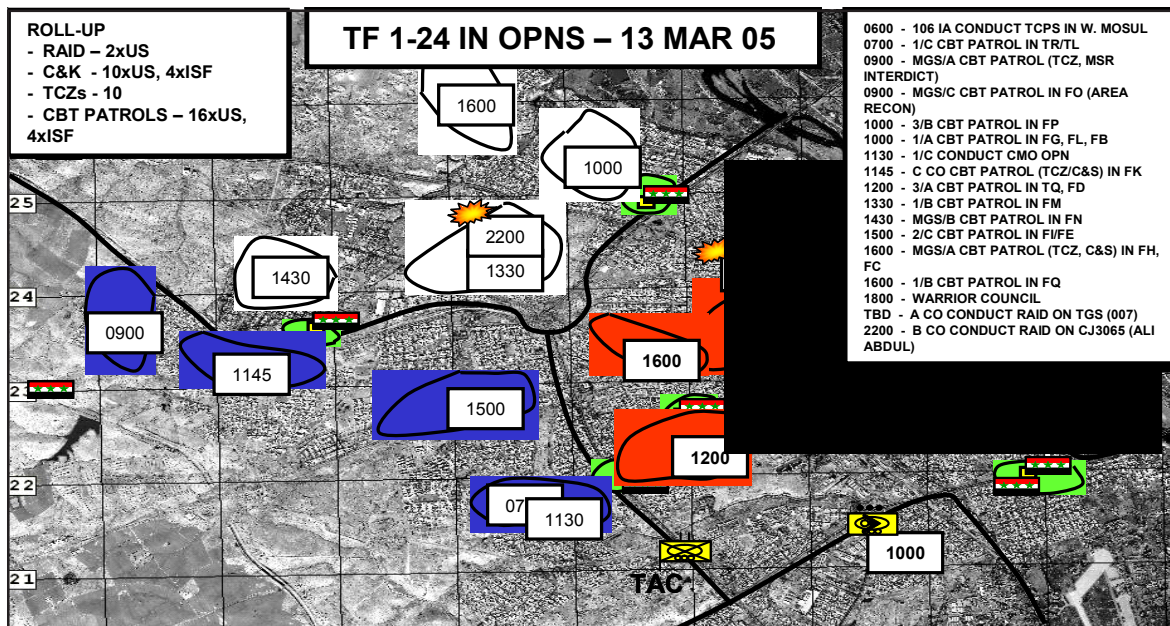 ROLL-UP
- RAID – 2xUS
- C&K - 10xUS, 4xISF
- TCZs - 10
- CBT PATROLS – 16xUS,
4xISF
TF 1-24 IN OPNS – 13 MAR 05
0600 - 106 IA CONDUCT TCPS IN W. MOSUL
0700 - 1/C CBT PATROL IN TR/TL
0900 - MGS/A CBT PATROL (TCZ, MSR
INTERDICT)
0900 - MGS/C CBT PATROL IN FO (AREA
RECON)
1000 - 3/B CBT PATROL IN FP
1000 - 1/A CBT PATROL IN FG, FL, FB
1130 - 1/C CONDUCT CMO OPN
1145 - C CO CBT PATROL (TCZ/C&S) IN FK
1200 - 3/A CBT PATROL IN TQ, FD
1330 - 1/B CBT PATROL IN FM
1430 - MGS/B CBT PATROL IN FN
1500 - 2/C CBT PATROL IN FI/FE
1600 - MGS/A CBT PATROL (TCZ, C&S) IN FH,
FC
1600 - 1/B CBT PATROL IN FQ
1800 - WARRIOR COUNCIL
TBD - A CO CONDUCT RAID ON TGS (007)
2200 - B CO CONDUCT RAID ON CJ3065 (ALI
ABDUL)
1600
1000
25
2200
1330
1430
24
0900
1600
1145
23
1500
1200
22
07
1130
1000
21
TAC